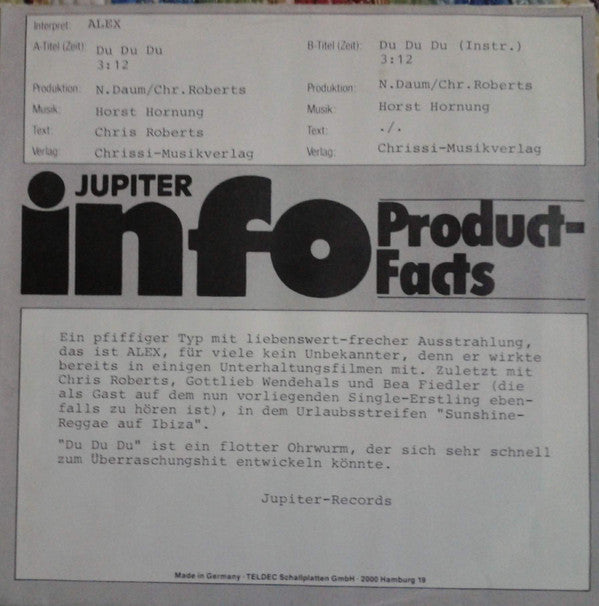 Interpret: ALEX
A-Titel (Zeit): Du Du Du
3:12
B-Titel (Zeit): Du Du Du (Instr.)
3:12
Produktion: N.Daum/Chr.Roberts
Produktion: N.Daum/Chr.Roberts
Musik: Horst Hornung
Musik: Horst Hornung
Text: Chris Roberts
Text: ./.
Verlag: Chrissi-Musikverlag
Verlag: Chrissi-Musikverlag
JUPITER
info
Product-
Facts
Ein pfiffiger Typ mit liebenswert-frecher Ausstrahlung,
das ist ALEX, für viele kein Unbekannter, denn er wirkte
bereits in einigen Unterhaltungsfilmen mit. Zuletzt mit
Chris Roberts, Gottlieb Wendehals und Bea Fiedler (die
als Gast auf dem nun vorliegenden Single-Erstling eben-
falls zu hören ist), in dem Urlaubsstreifen "Sunshine-
Reggae auf Ibiza".
"Du Du Du" ist ein flotter Ohrwurm, der sich sehr schnell
zum Überraschungshit entwickeln könnte.
Jupiter-Records
Made in Germany · TELDEC Schallplatten GmbH · 2000 Hamburg 19